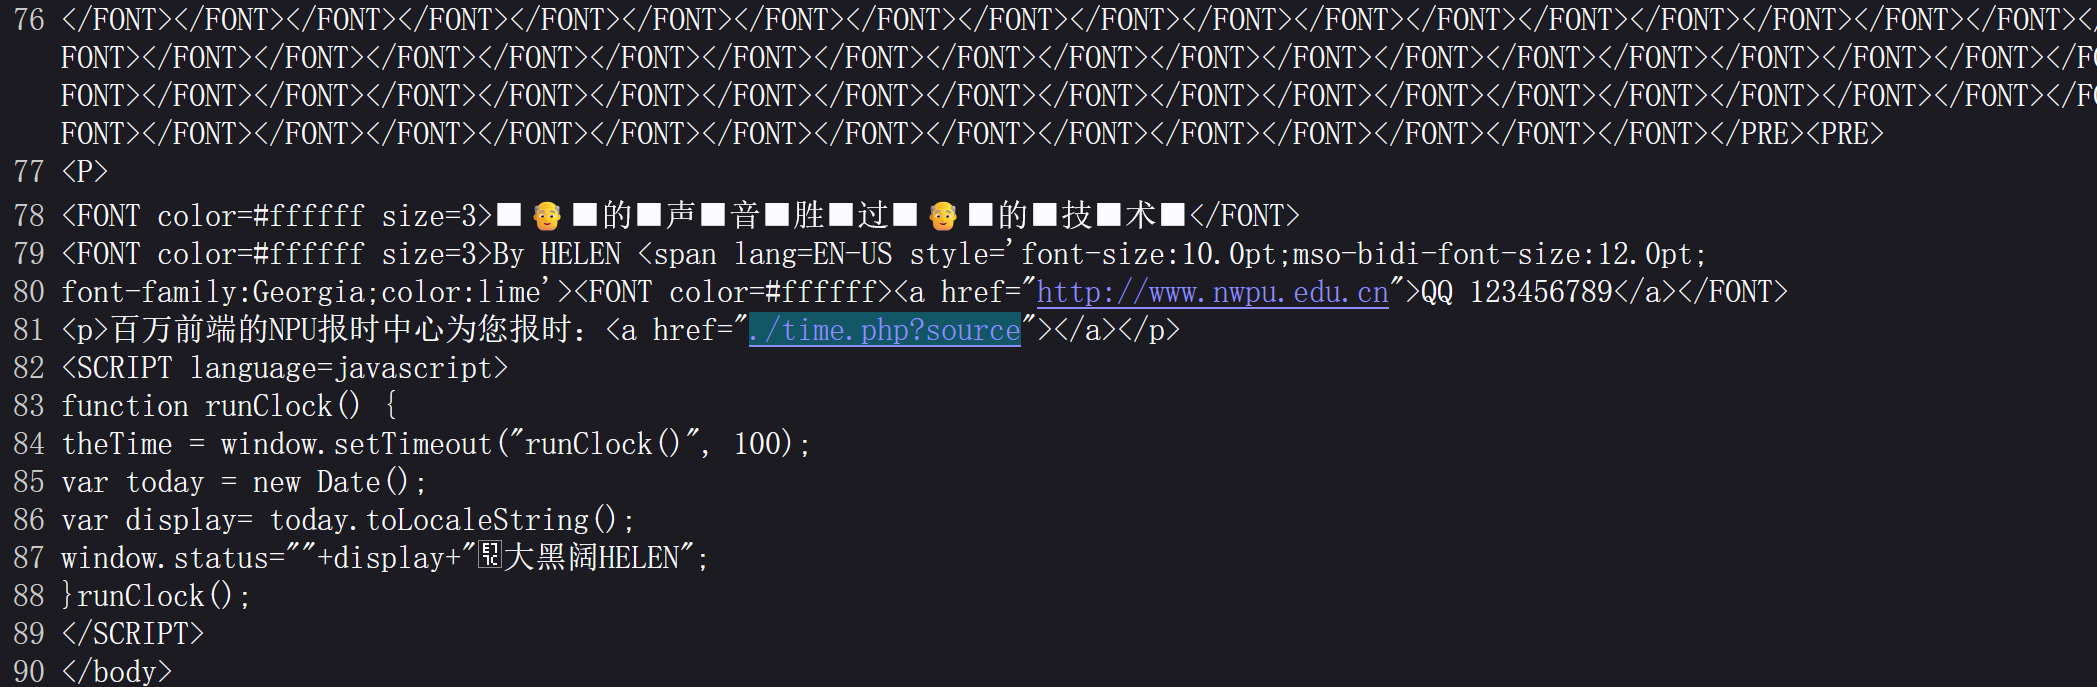 76 </FONT></FONT></FONT></FONT></FONT></FONT></FONT></FONT></FONT></FONT></FONT></FONT></FONT></FONT></FONT></FONT></FONT></FONT></
FONT></FONT></FONT></FONT></FONT></FONT></FONT></FONT></FONT></FONT></FONT></FONT></FONT></FONT></FONT></FONT></FONT></FONT></FO
FONT></FONT></FONT></FONT></FONT></FONT></FONT></FONT></FONT></FONT></FONT></FONT></FONT></FONT></FONT></FONT></FONT></FONT></FO
FONT></FONT></FONT></FONT></FONT></FONT></FONT></FONT></FONT></FONT></FONT></FONT></FONT></FONT></FONT></PRE><PRE>
77 <P>
78 <FONT color=#ffffff size=3>■👴■的■声■音■胜■过■👴■的■技■术■</FONT>
79 <FONT color=#ffffff size=3>By HELEN <span lang=EN-US style='font-size:10.0pt;mso-bidi-font-size:12.0pt;
80 font-family:Georgia;color:lime'><FONT color=#ffffff><a href="http://www.nwpu.edu.cn">QQ 123456789</a></FONT>
81 <p>百万前端的NPU报时中心为您报时：<a href="./time.php?source"></a></p>
82 <SCRIPT language=javascript>
83 function runClock() {
84 theTime = window.setTimeout("runClock()", 100);
85 var today = new Date();
86 var display= today.toLocaleString();
87 window.status=""+display+"大黑阔HELEN";
88 }runClock();
89 </SCRIPT>
90 </body>